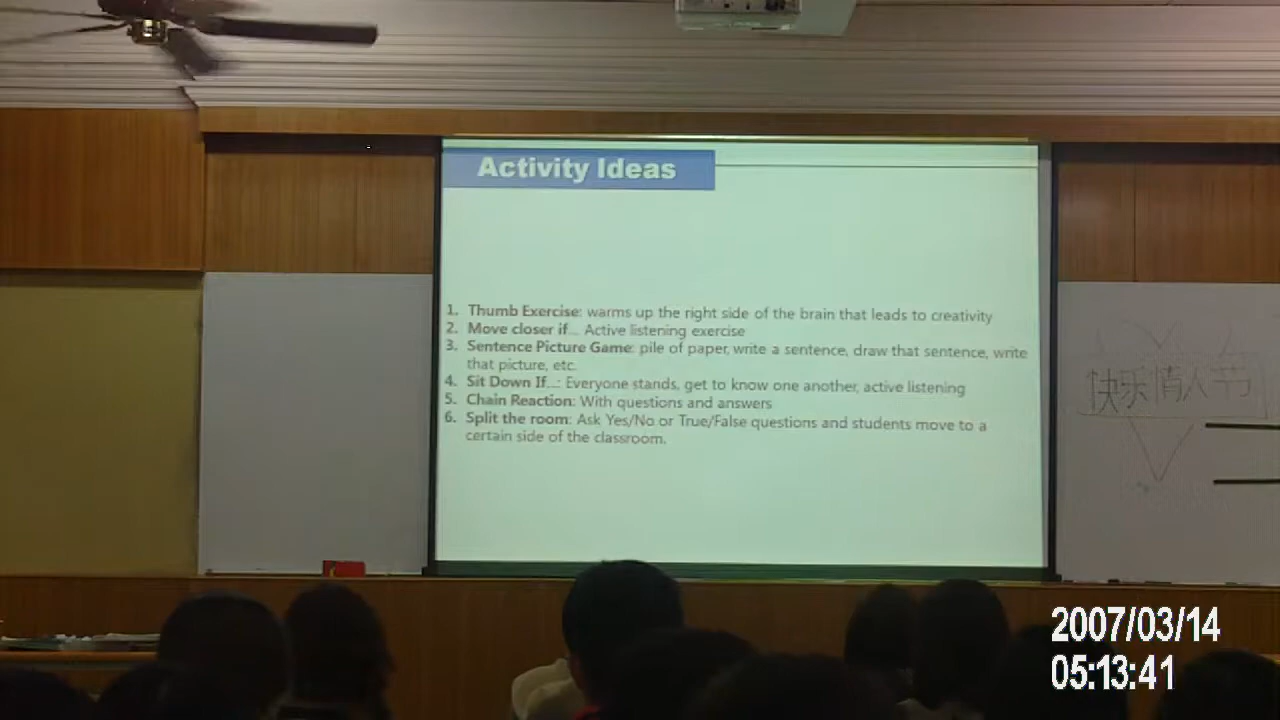 Activity Ideas
1. Thumb Exercise: warms up the right side of the brain that leads to creativity
2. Move closer if... Active listening exercise
3. Sentence Picture Game: pile of paper, write a sentence, draw that sentence, write
that picture, etc.
4. Sit Down If...: Everyone stands, get to know one another, active listening
5. Chain Reaction: With questions and answers
6. Split the room: Ask Yes/No or True/False questions and students move to a
certain side of the classroom.
快乐情人节
2007/03/14
05:13:41